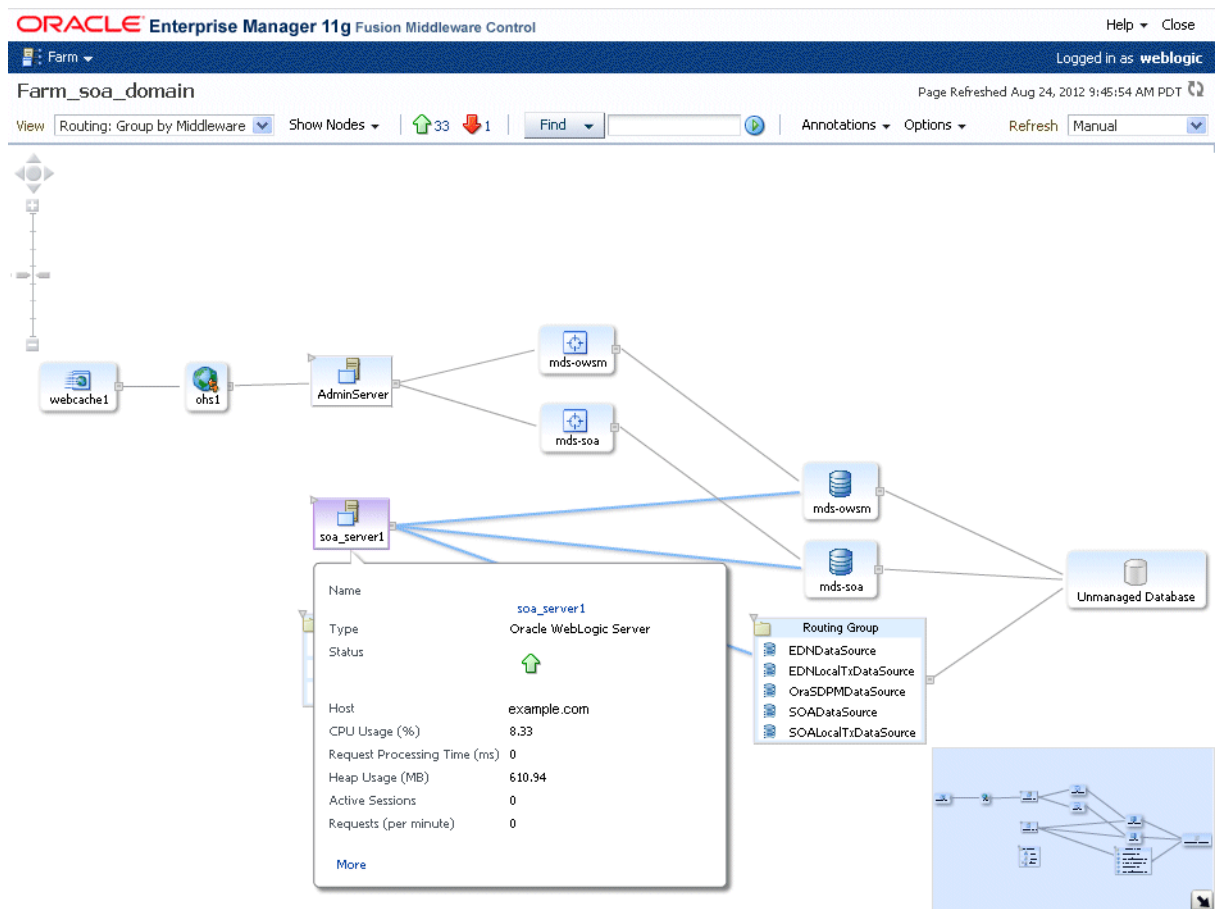 ORACLE Enterprise Manager 11g Fusion Middleware Control
Help Close
Farm
Logged in as weblogic
Farm_soa_domain
Page Refreshed Aug 24, 2012 9:45:54 AM PDT
View Routing: Group by Middleware Show Nodes 33 1 Find Annotations Options Refresh Manual
mds-owsm
webcache1
ohs1
AdminServer
mds-soa
mds-owsm
soa_server1
mds-soa
Unmanaged Database
Name
soa_server1
Type Oracle WebLogic Server
Status
Host example.com
CPU Usage (%) 8.33
Request Processing Time (ms) 0
Heap Usage (MB) 610.94
Active Sessions 0
Requests (per minute) 0
More
Routing Group
EDNDataSource
EDNLocalTxDataSource
OraSDPMDataSource
SOADataSource
SOALocalTxDataSource